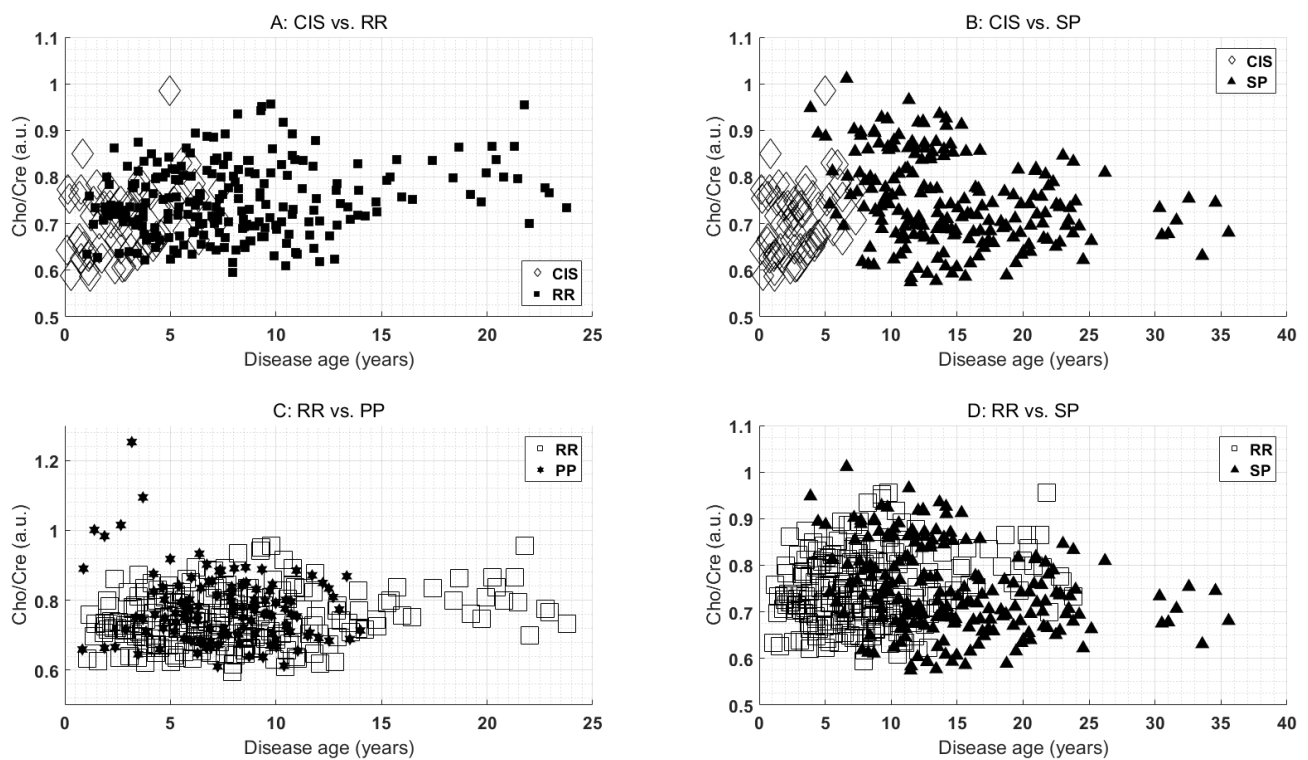 A: CIS vs. RR
1.1
1
0.9
0.8
0.7
0.6
0.5
Cho/Cre (a.u.)
CIS
RR
0 5 10 15 20 25
Disease age (years)
B: CIS vs. SP
1.1
1
0.9
0.8
0.7
0.6
0.5
Cho/Cre (a.u.)
CIS
SP
0 5 10 15 20 25 30 35 40
Disease age (years)
C: RR vs. PP
1.2
1
0.8
0.6
Cho/Cre (a.u.)
RR
PP
0 5 10 15 20 25
Disease age (years)
D: RR vs. SP
1.1
1
0.9
0.8
0.7
0.6
0.5
Cho/Cre (a.u.)
RR
SP
0 5 10 15 20 25 30 35 40
Disease age (years)